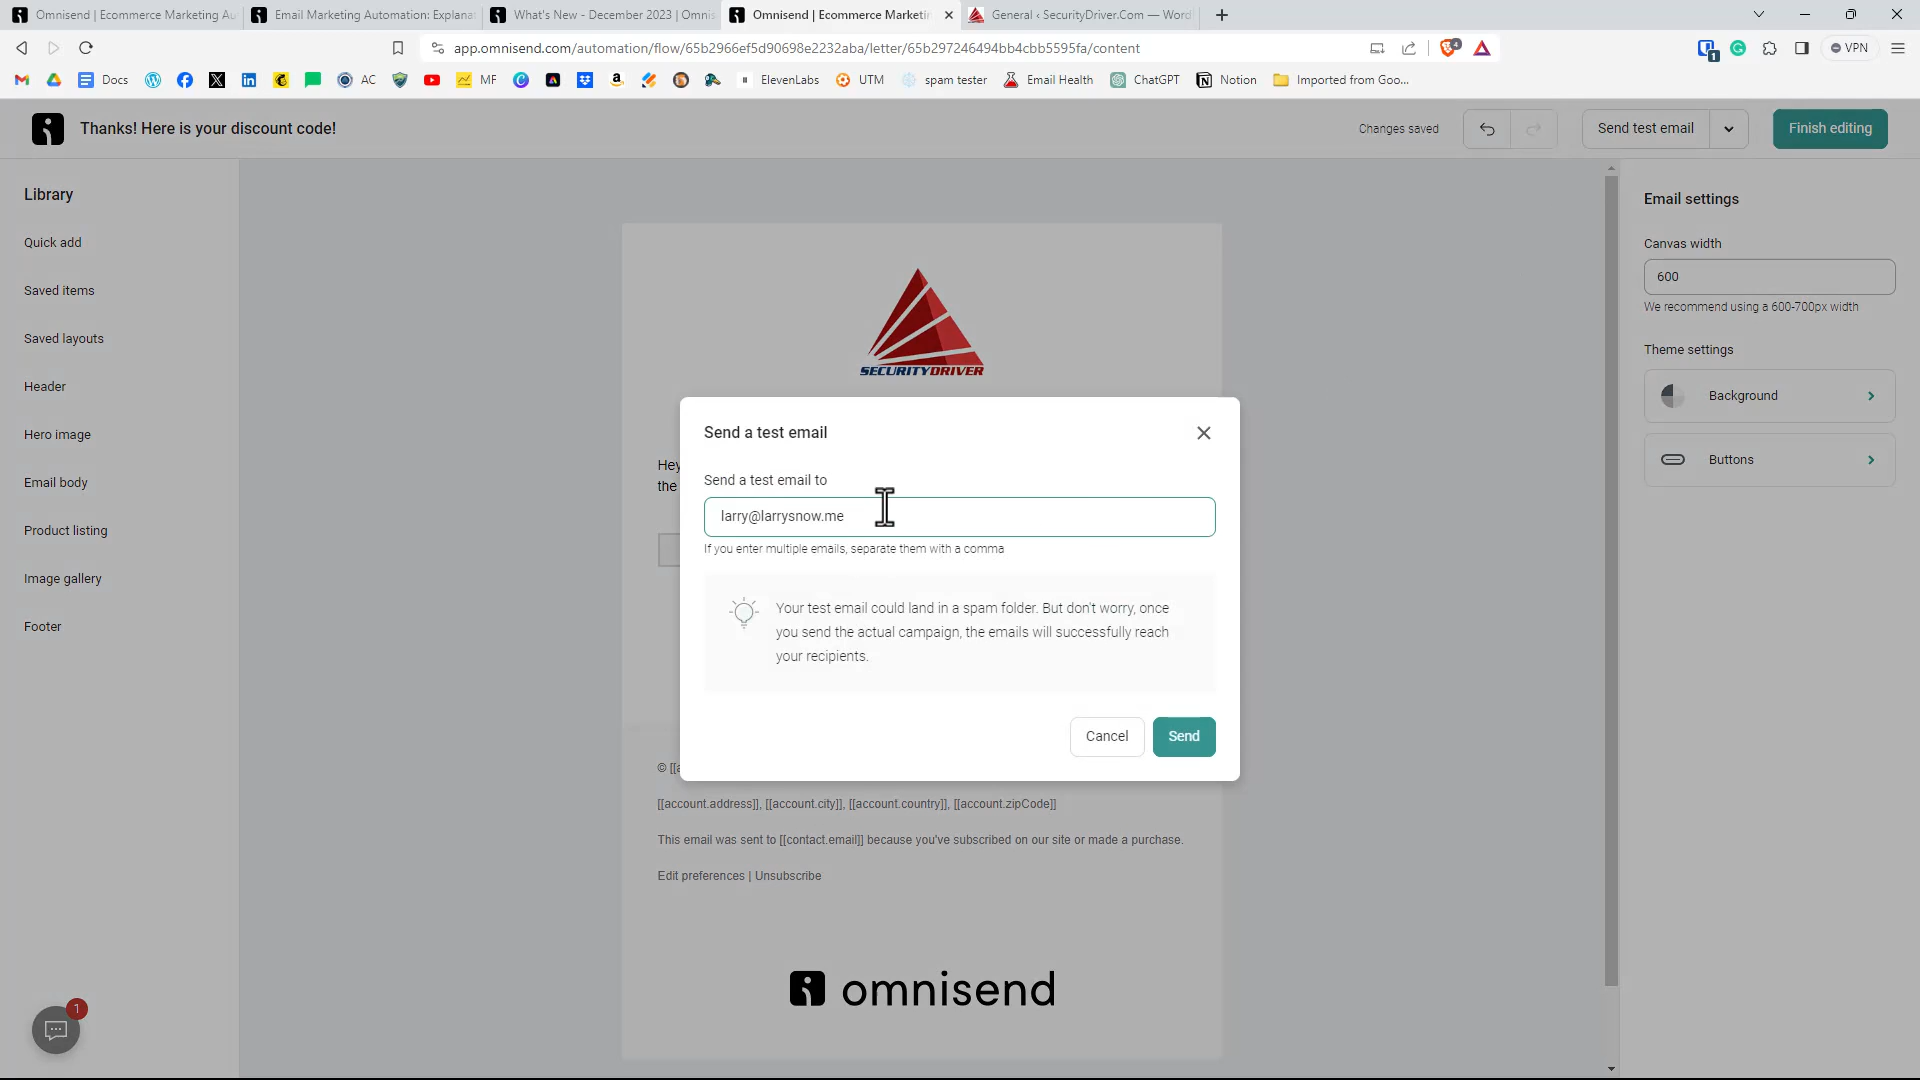 Omnisend | Ecommerce Marketing Au
Email Marketing Automation: Explana
What's New - December 2023 | Omnis
Omnisend | Ecommerce Marketin
General ‹ SecurityDriver.Com — Word
app.omnisend.com/automation/flow/65b2966ef5d90698e2232aba/letter/65b297246494bb4cbb5595fa/content
4
1
VPN
Docs
AC
MF
ElevenLabs
UTM
spam tester
Email Health
ChatGPT
Notion
Imported from Goo...
Thanks! Here is your discount code!
Changes saved
Send test email
Finish editing
Library
Quick add
Saved items
Saved layouts
Header
Hero image
Email body
Product listing
Image gallery
Footer
1
SECURITYDRIVER
Hey
the
Send a test email
Send a test email to
larry@larrysnow.me
If you enter multiple emails, separate them with a comma
Your test email could land in a spam folder. But don't worry, once
you send the actual campaign, the emails will successfully reach
your recipients.
Cancel
Send
© [[a
[[account.address]], [[account.city]], [[account.country]], [[account.zipCode]]
This email was sent to [[contact.email]] because you've subscribed on our site or made a purchase.
Edit preferences | Unsubscribe
omnisend
Email settings
Canvas width
600
We recommend using a 600-700px width
Theme settings
Background
Buttons